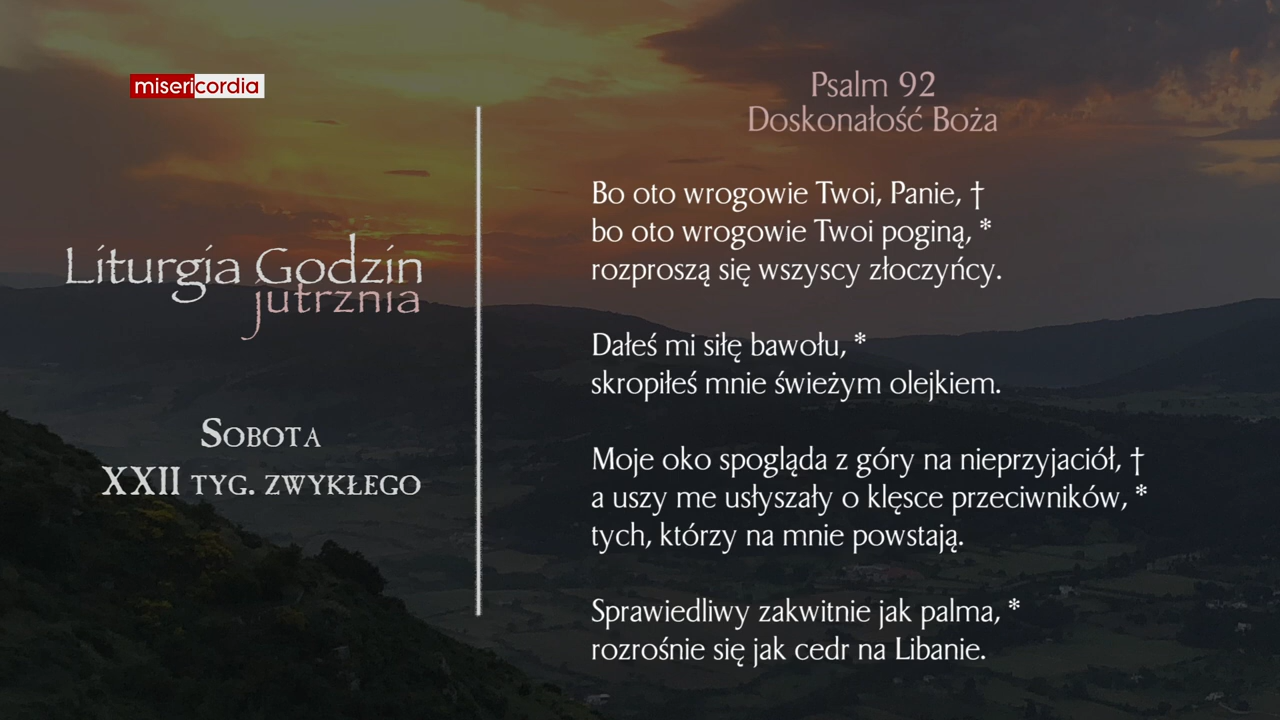 misericordia
Liturgia Godzin
jutrznia
Sobota
XXII tyg. zwykłego
Psalm 92
Doskonałość Boża
Bo oto wrogowie Twoi, Panie, †
bo oto wrogowie Twoi poginą, *
rozproszą się wszyscy złoczyńcy.
Dałeś mi siłę bawołu, *
skropiłeś mnie świeżym olejkiem.
Moje oko spogląda z góry na nieprzyjaciół, †
a uszy me usłyszały o klęsce przeciwników, *
tych, którzy na mnie powstają.
Sprawiedliwy zakwitnie jak palma, *
rozrośnie się jak cedr na Libanie.